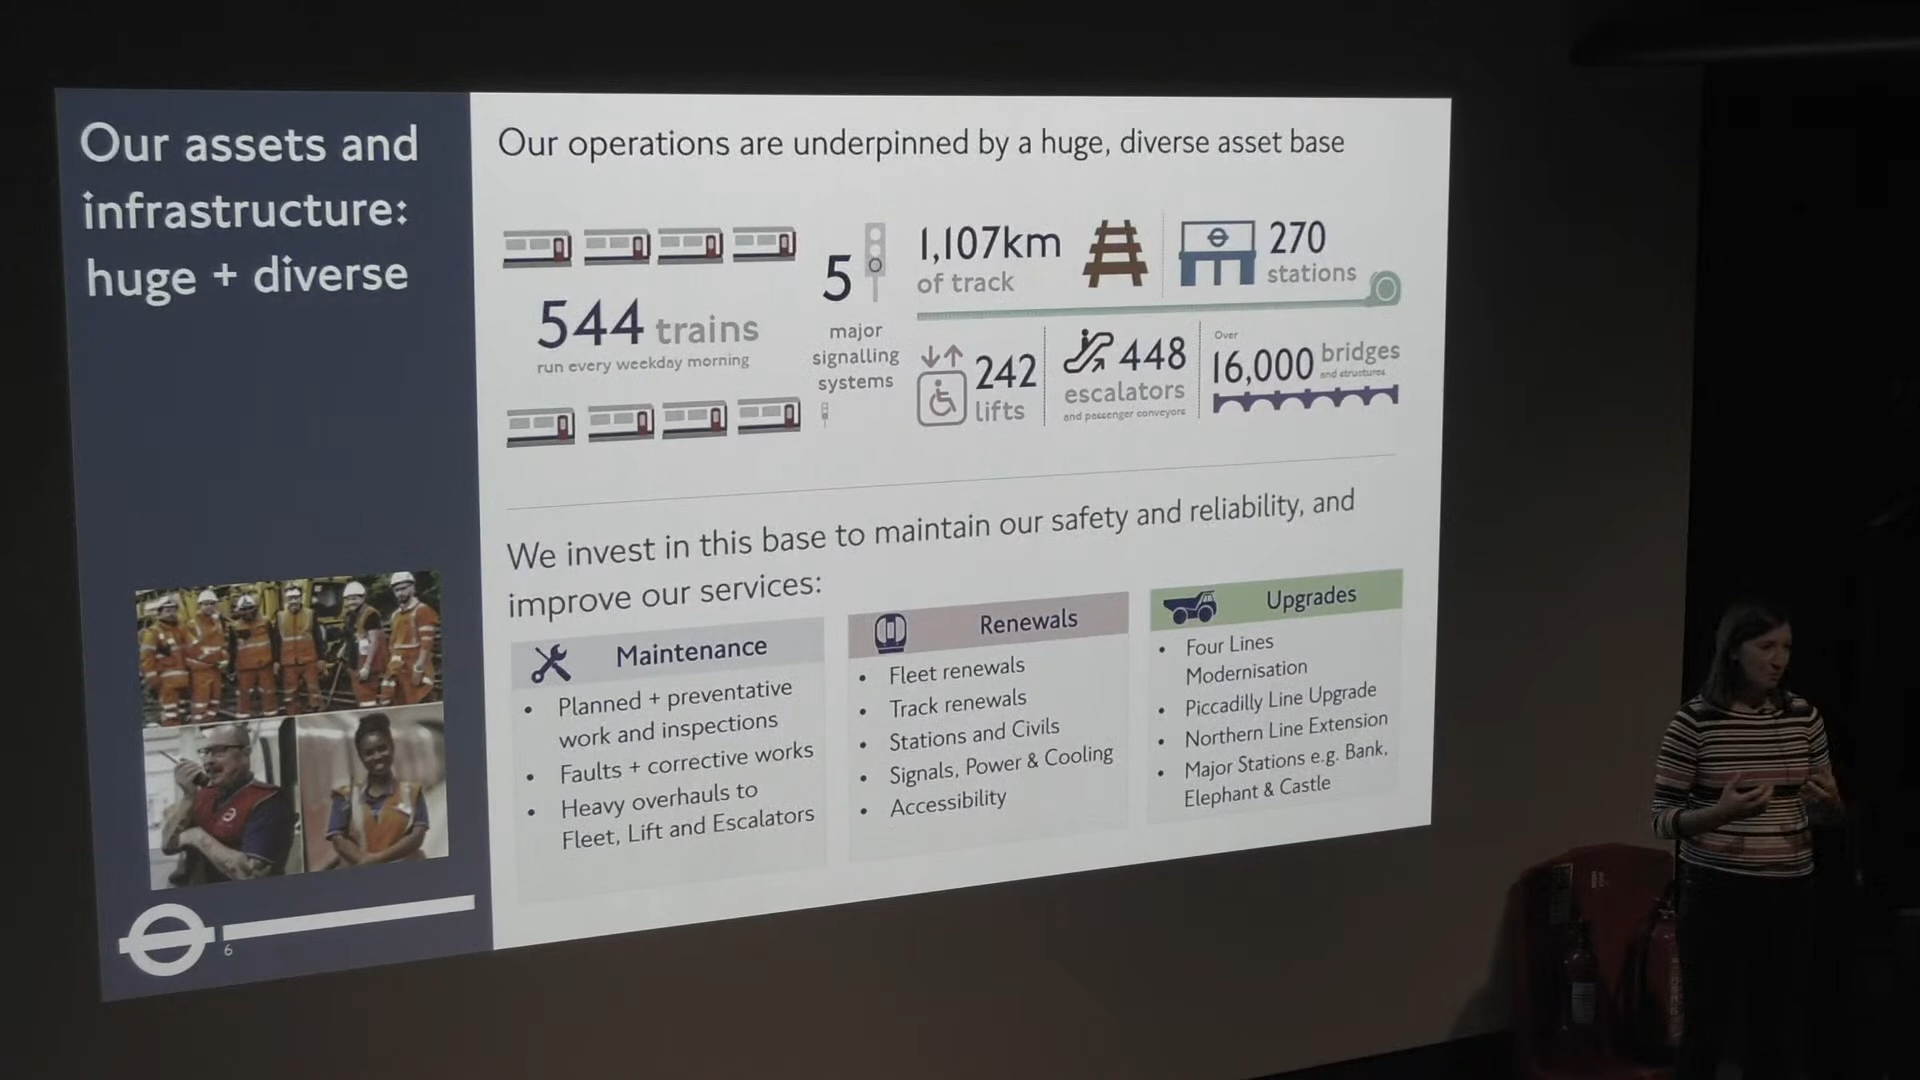 Our assets and
infrastructure:
huge + diverse
6
Our operations are underpinned by a huge, diverse asset base
544 trains
run every weekday morning
5
major
signalling
systems
1,107km
of track
270
stations
242
lifts
448
escalators
and passenger conveyors
Over
16,000 bridges
and structures
We invest in this base to maintain our safety and reliability, and
improve our services:
Maintenance
• Planned + preventative
work and inspections
• Faults + corrective works
• Heavy overhauls to
Fleet, Lift and Escalators
Renewals
• Fleet renewals
• Track renewals
• Stations and Civils
• Signals, Power & Cooling
• Accessibility
Upgrades
• Four Lines
Modernisation
• Piccadilly Line Upgrade
• Northern Line Extension
• Major Stations e.g. Bank,
Elephant & Castle